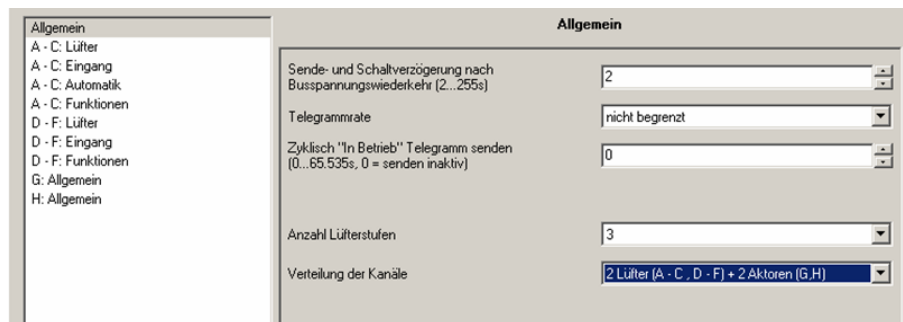 Allgemein
A - C: Lüfter
A - C: Eingang
A - C: Automatik
A - C: Funktionen
D - F: Lüfter
D - F: Eingang
D - F: Funktionen
G: Allgemein
H: Allgemein
Allgemein
Sende- und Schaltverzögerung nach
Busspannungswiederkehr (2...255s)
2
Telegrammrate
nicht begrenzt
Zyklisch "In Betrieb" Telegramm senden
(0...65.535s, 0 = senden inaktiv)
0
Anzahl Lüfterstufen
3
Verteilung der Kanäle
2 Lüfter (A - C , D - F) + 2 Aktoren (G,H)